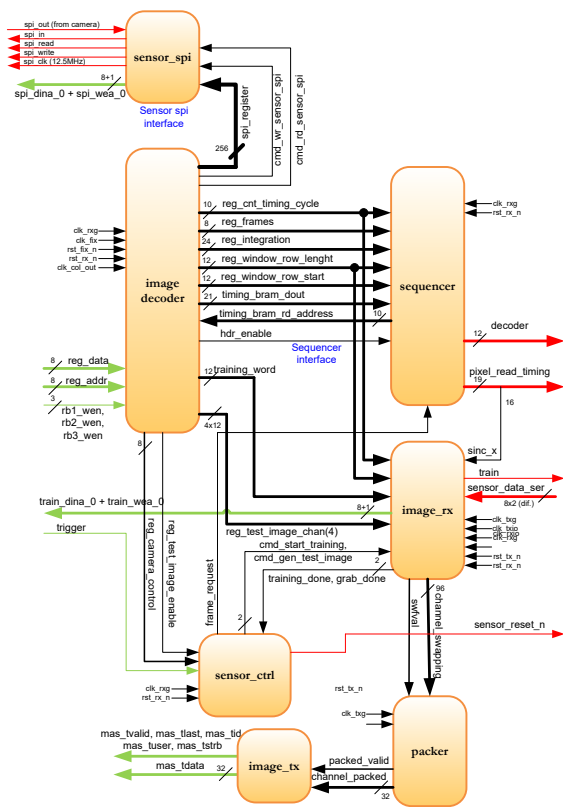 spi_out (from camera)
spi_in
spi_read
spi_write
spi_clk (12.5MHz)
8+1
spi_dina_0 + spi_wea_0
sensor_spi
Sensor spi
interface
spi_register
cmd_wr_sensor_spi
cmd_rd_sensor_spi
256
clk_rxg
clk_fix
rst_fix_n
rst_rx_n
clk_col_out
image
decoder
10
reg_cnt_timing_cycle
8
reg_frames
24
reg_integration
12
reg_window_row_lenght
12
reg_window_row_start
21
timing_bram_dout
timing_bram_rd_address
10
hdr_enable
Sequencer
interface
clk_rxg
rst_rx_n
sequencer
decoder
12
pixel_read_timing
19
16
8
reg_data
8
reg_addr
3
rb1_wen,
rb2_wen,
rb3_wen
12
training_word
4x12
8
sinc_x
train
sensor_data_ser
8x2 (dif.)
image_rx
train_dina_0 + train_wea_0
8+1
trigger
reg_test_image_chan(4)
cmd_start_training,
cmd_gen_test_image
2
training_done, grab_done
2
clk_txg
clk_txio
clk_rxio
clk_rxg
rst_tx_n
rst_rx_n
reg_camera_control
reg_test_image_enable
frame_request
96
swfval
channel_swapping
sensor_ctrl
sensor_reset_n
clk_rxg
rst_rx_n
rst_tx_n
clk_txg
packer
mas_tvalid, mas_tlast, mas_tid,
mas_tuser, mas_tstrb
mas_tdata
32
image_tx
packed_valid
channel_packed
32